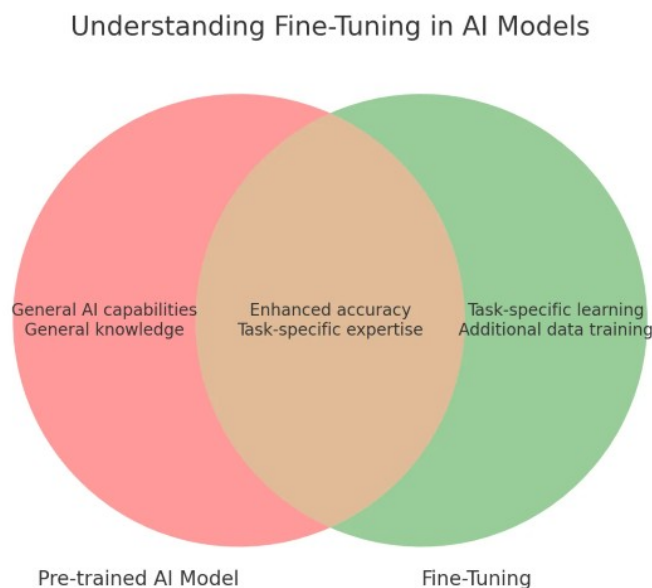 Understanding Fine-Tuning in AI Models
General AI capabilities
General knowledge
Enhanced accuracy
Task-specific expertise
Task-specific learning
Additional data training
Pre-trained AI Model
Fine-Tuning